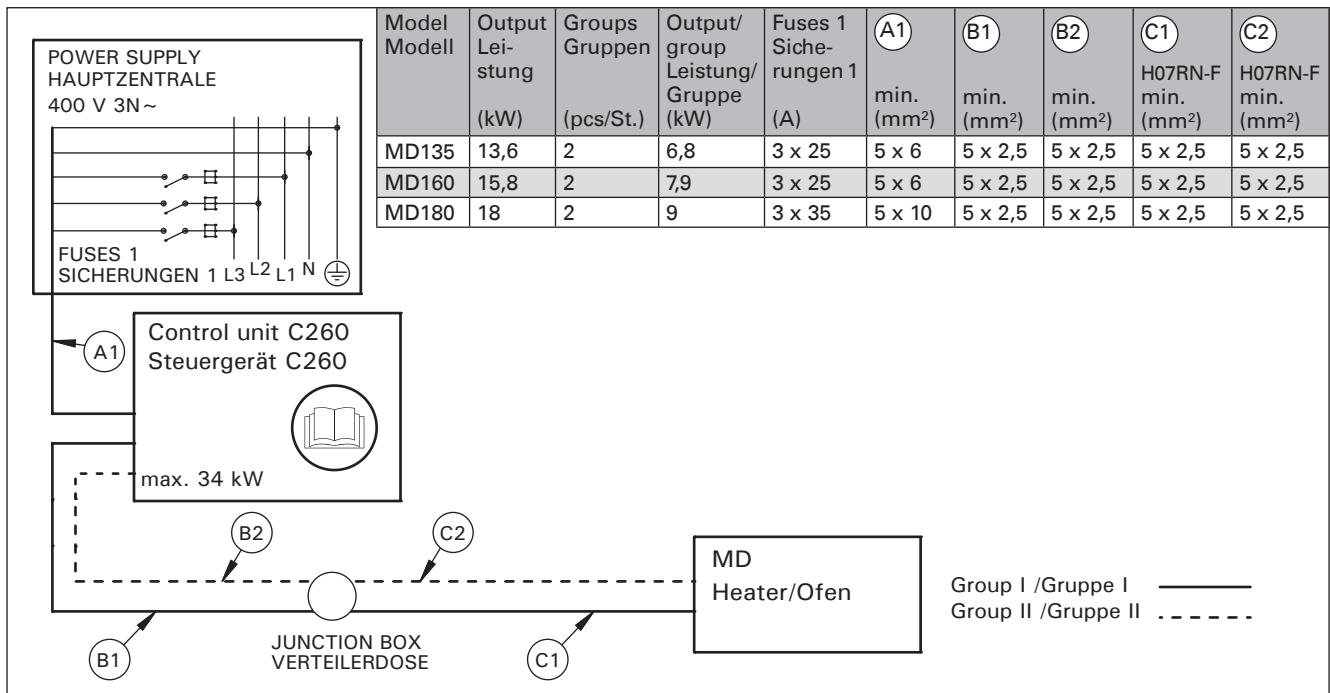 POWER SUPPLY
HAUPTZENTRALE
400 V 3N~
FUSES 1
SICHERUNGEN 1 L3 L2 L1 N
Model Modell Output Lei-stung (kW) Groups Gruppen (pcs/St.) Output/group Leistung/Gruppe (kW) Fuses 1 Siche-rungen 1 (A) A1 min. (mm²) B1 min. (mm²) B2 min. (mm²) C1 H07RN-F min. (mm²) C2 H07RN-F min. (mm²)
MD135 13,6 2 6,8 3 x 25 5 x 6 5 x 2,5 5 x 2,5 5 x 2,5 5 x 2,5
MD160 15,8 2 7,9 3 x 25 5 x 6 5 x 2,5 5 x 2,5 5 x 2,5 5 x 2,5
MD180 18 2 9 3 x 35 5 x 10 5 x 2,5 5 x 2,5 5 x 2,5 5 x 2,5
A1
Control unit C260
Steuergerät C260
max. 34 kW
B2
C2
MD
Heater/Ofen
Group I /Gruppe I
Group II /Gruppe II
B1
JUNCTION BOX
VERTEILERDOSE
C1